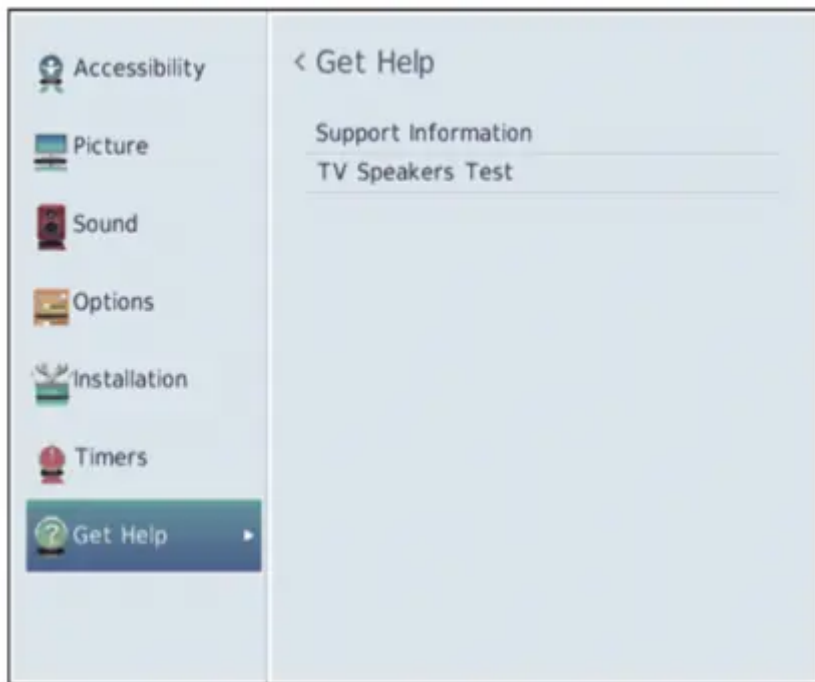 Accessibility
Picture
Sound
Options
Installation
Timers
Get Help
< Get Help
Support Information
TV Speakers Test